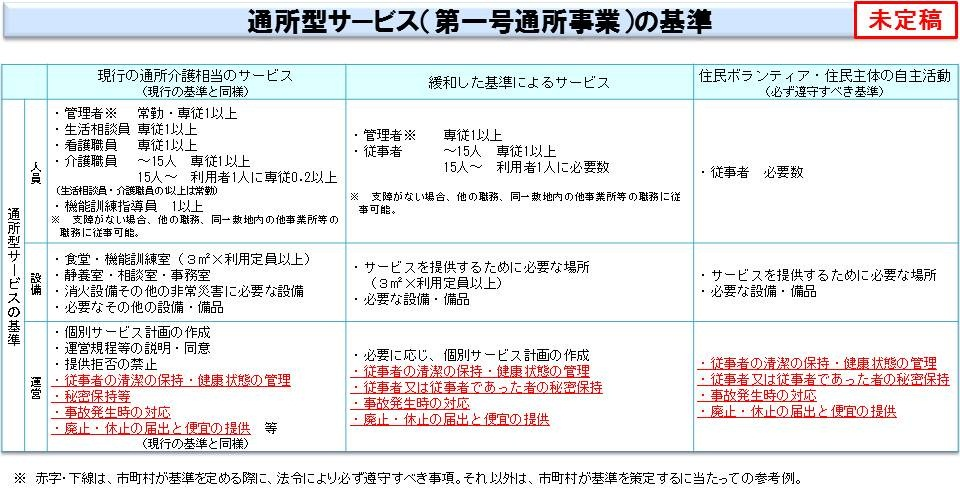 通所型サービス（第一号通所事業）の基準
未定稿
現行の通所介護相当のサービス
（現行の基準と同様）
緩和した基準によるサービス
住民ボランティア・住民主体の自主活動
（必ず遵守すべき基準）
通所型サービスの基準
人員
・管理者※　常勤・専従1以上
・生活相談員 専従1以上
・看護職員　専従1以上
・介護職員　～15人　専従1以上
15人～　利用者1人に専従0.2以上
（生活相談員・介護職員の1以上は常勤）
・機能訓練指導員　1以上
※　支障がない場合、他の職務、同一敷地内の他事業所等の
職務に従事可能。
・管理者※　専従1以上
・従事者　～15人　専従1以上
15人～　利用者1人に必要数
※　支障がない場合、他の職務、同一敷地内の他事業所等の職務に従
事可能。
・従事者　必要数
設備
・食堂・機能訓練室（３㎡×利用定員以上）
・静養室・相談室・事務室
・消火設備その他の非常災害に必要な設備
・必要なその他の設備・備品
・サービスを提供するために必要な場所
（３㎡×利用定員以上）
・必要な設備・備品
・サービスを提供するために必要な場所
・必要な設備・備品
運営
・個別サービス計画の作成
・運営規程等の説明・同意
・提供拒否の禁止
・従事者の清潔の保持・健康状態の管理
・秘密保持等
・事故発生時の対応
・廃止・休止の届出と便宜の提供　等
（現行の基準と同様）
・必要に応じ、個別サービス計画の作成
・従事者の清潔の保持・健康状態の管理
・従事者又は従事者であった者の秘密保持
・事故発生時の対応
・廃止・休止の届出と便宜の提供
・従事者の清潔の保持・健康状態の管理
・従事者又は従事者であった者の秘密保持
・事故発生時の対応
・廃止・休止の届出と便宜の提供
※　赤字・下線は、市町村が基準を定める際に、法令により必ず遵守すべき事項。それ以外は、市町村が基準を策定するに当たっての参考例。